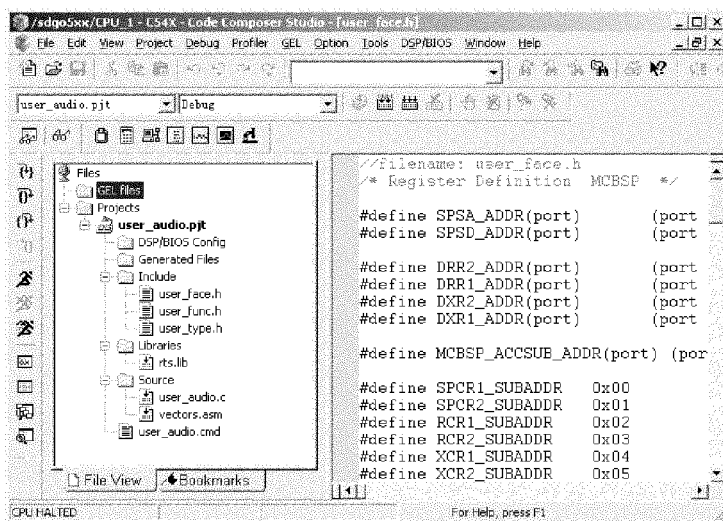 /sdgo5xx/CPU_1 - C54X - Code Composer Studio - [user_face.h]
File Edit View Project Debug Profiler GEL Option Tools DSP/BIOS Window Help
user_audio.pjt Debug
Files
GEL files
Projects
user_audio.pjt
DSP/BIOS Config
Generated Files
Include
user_face.h
user_func.h
user_type.h
Libraries
rts.lib
Source
user_audio.c
vectors.asm
user_audio.cmd
File View Bookmarks
//filename: user_face.h
/* Register Definition MCBSP */
#define SPSA_ADDR(port) (port
#define SPSD_ADDR(port) (port
#define DRR2_ADDR(port) (port
#define DRR1_ADDR(port) (port
#define DXR2_ADDR(port) (port
#define DXR1_ADDR(port) (port
#define MCBSP_ACCSUB_ADDR(port) (por
#define SPCR1_SUBADDR 0x00
#define SPCR2_SUBADDR 0x01
#define RCR1_SUBADDR 0x02
#define RCR2_SUBADDR 0x03
#define XCR1_SUBADDR 0x04
#define XCR2_SUBADDR 0x05
CPU HALTED For Help, press F1